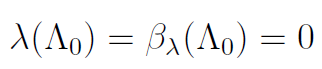 λ(Λ₀) = β_λ(Λ₀) = 0